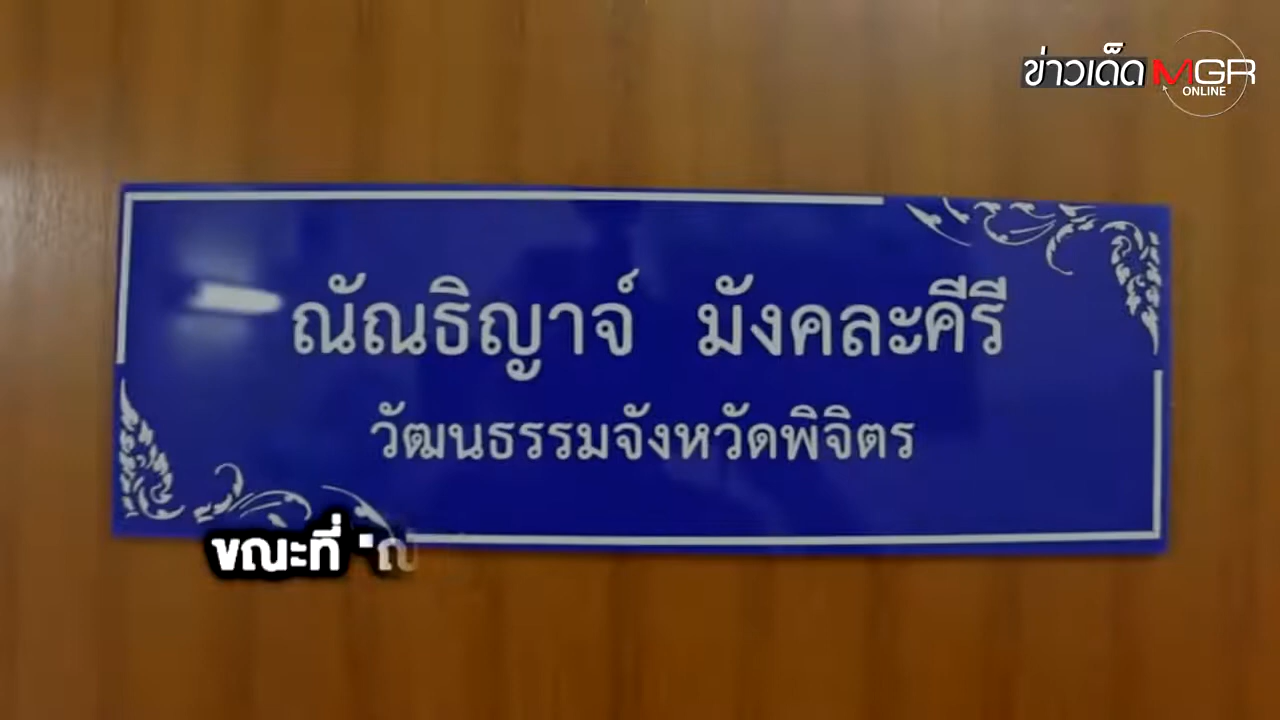 ข่าวเด็ด MGR
ONLINE
ณัณธิญาจ์ มังคละคีรี
วัฒนธรรมจังหวัดพิจิตร
ขณะที่